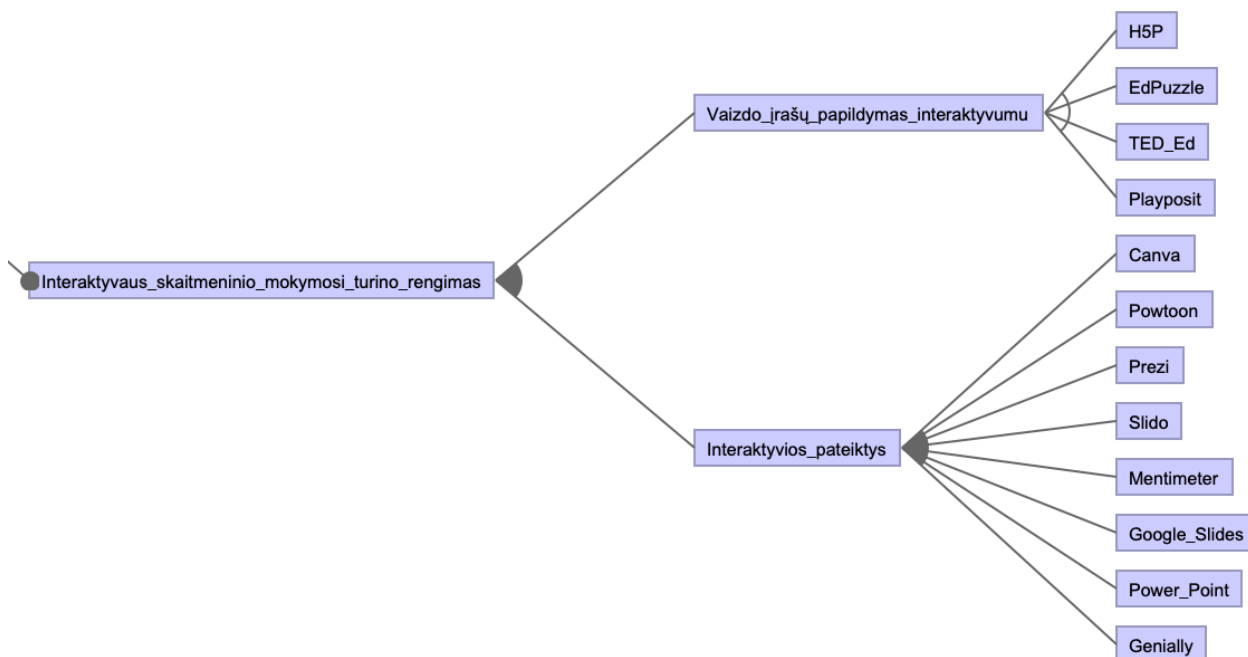 H5P
EdPuzzle
Vaizdo_įrašų_papildymas_interaktyvumu
TED_Ed
Playposit
Canva
Interaktyvaus_skaitmeninio_mokymosi_turino_rengimas
Powtoon
Prezi
Slido
Interaktyvios_pateiktys
Mentimeter
Google_Slides
Power_Point
Genially